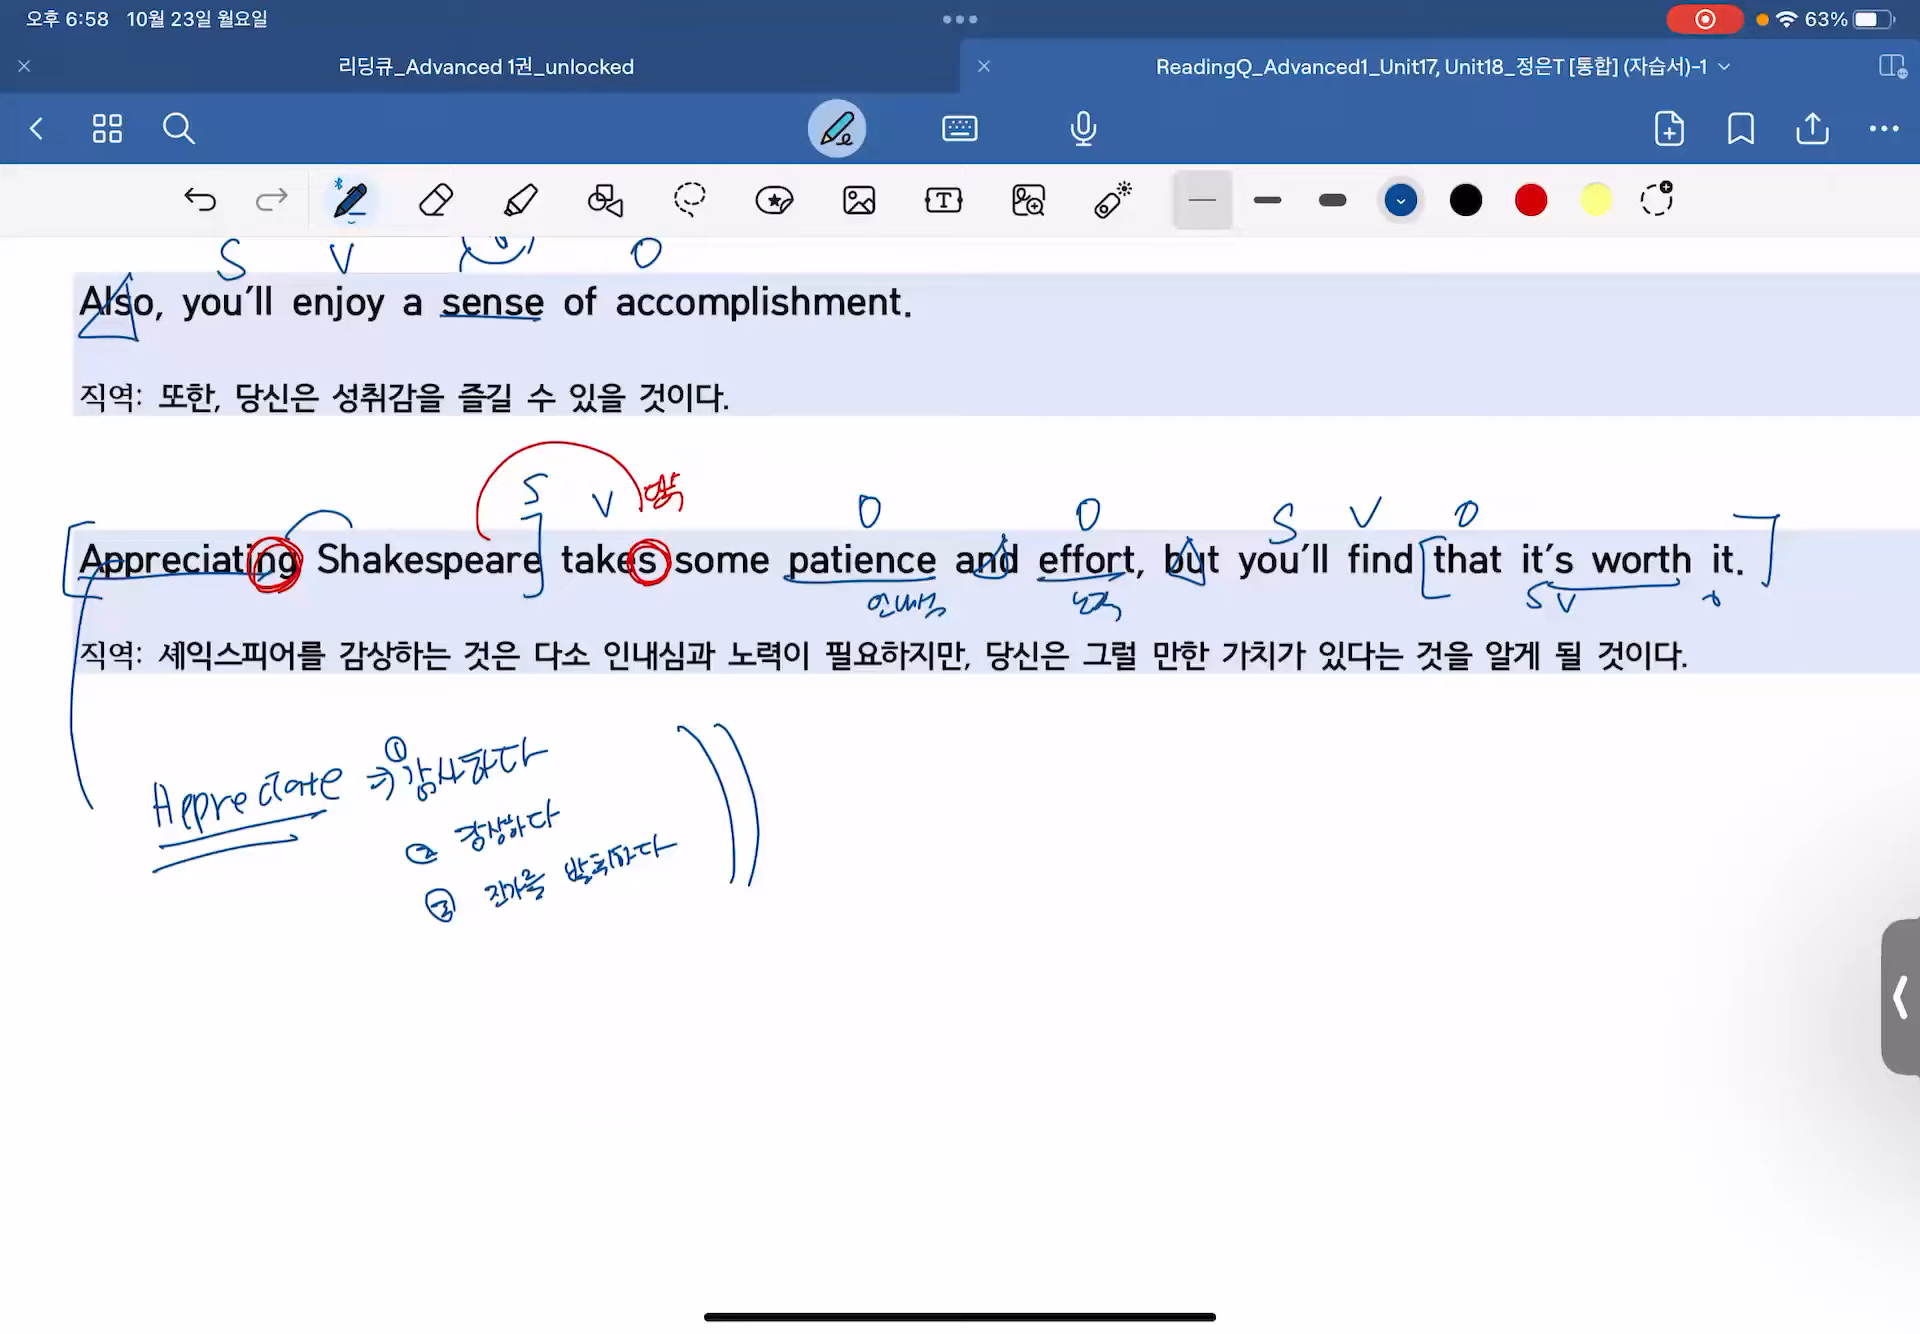 오후 6:58 10월 23일 월요일
63%
리딩큐_Advanced 1권_unlocked
ReadingQ_Advanced1_Unit17, Unit18_정은T [통합] (자습서)-1
S V O
Also, you'll enjoy a sense of accomplishment.
직역: 또한, 당신은 성취감을 즐길 수 있을 것이다.
S V O O S V O
Appreciating Shakespeare takes some patience and effort, but you'll find that it's worth it.
인내심 노력 S V
직역: 셰익스피어를 감상하는 것은 다소 인내심과 노력이 필요하지만, 당신은 그럴 만한 가치가 있다는 것을 알게 될 것이다.
Appreciate ⇒ ① 감사하다
② 감상하다
③ 진가를 발휘하다